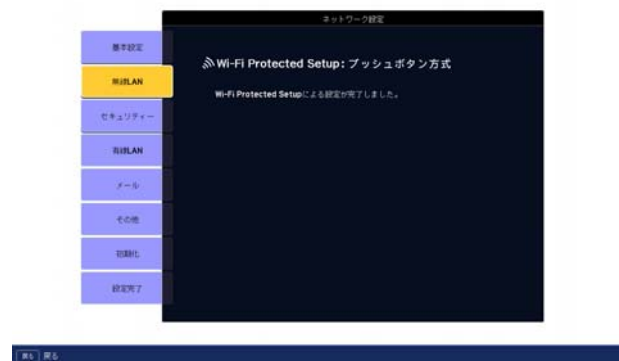 ネットワーク設定
基本設定
無線LAN
セキュリティー
有線LAN
メール
その他
初期化
設定完了
Wi-Fi Protected Setup: プッシュボタン方式
Wi-Fi Protected Setupによる設定が完了しました。
戻る 戻る